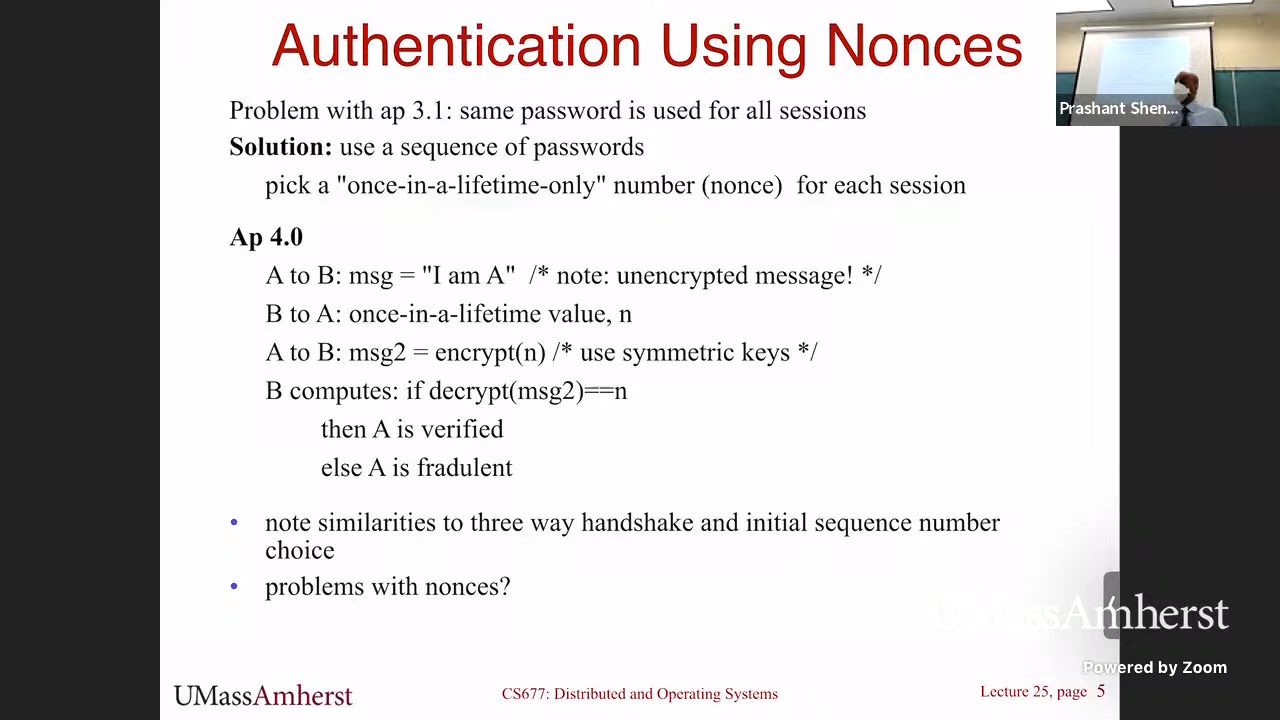 Authentication Using Nonces
Prashant Shen...
Problem with ap 3.1: same password is used for all sessions
Solution: use a sequence of passwords
pick a "once-in-a-lifetime-only" number (nonce) for each session
Ap 4.0
A to B: msg = "I am A" /* note: unencrypted message! */
B to A: once-in-a-lifetime value, n
A to B: msg2 = encrypt(n) /* use symmetric keys */
B computes: if decrypt(msg2)==n
then A is verified
else A is fradulent
• note similarities to three way handshake and initial sequence number
choice
• problems with nonces?
UMassAmherst
Powered by Zoom
UMassAmherst
CS677: Distributed and Operating Systems
Lecture 25, page 5